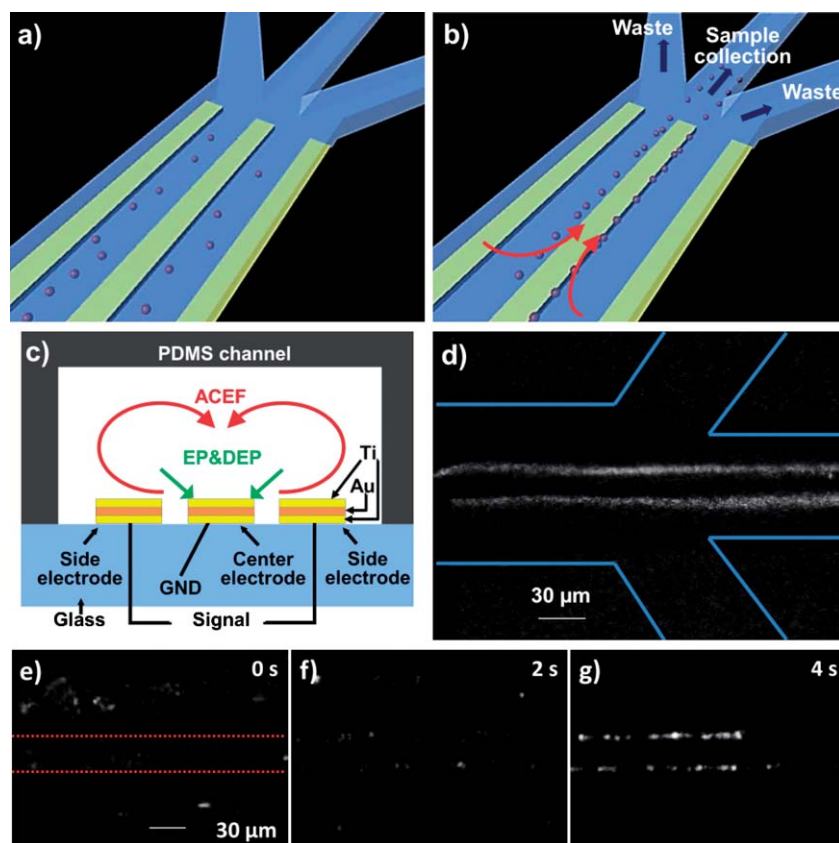 a)
b)
Waste
Sample
collection
Waste
c)
PDMS channel
ACEF
EP&DEP
Ti
Au
Side
electrode
Center
electrode
Side
electrode
GND
Glass
Signal
d)
30 µm
e)
0 s
30 µm
f)
2 s
g)
4 s